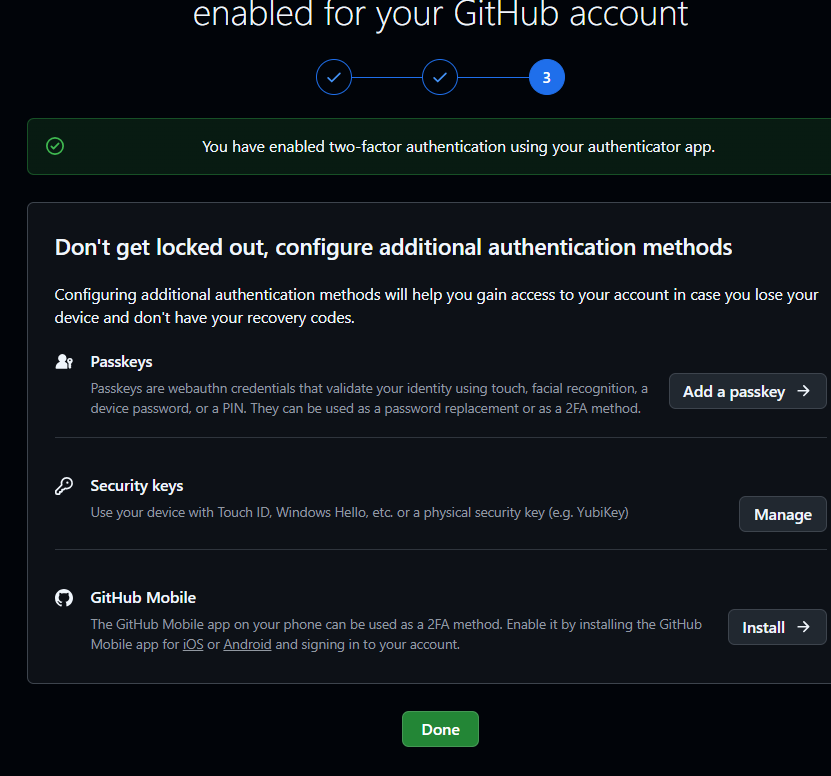 enabled for your GitHub account
3
You have enabled two-factor authentication using your authenticator app.
Don't get locked out, configure additional authentication methods
Configuring additional authentication methods will help you gain access to your account in case you lose your
device and don't have your recovery codes.
Passkeys
Passkeys are webauthn credentials that validate your identity using touch, facial recognition, a
device password, or a PIN. They can be used as a password replacement or as a 2FA method.
Add a passkey
Security keys
Use your device with Touch ID, Windows Hello, etc. or a physical security key (e.g. YubiKey)
Manage
GitHub Mobile
The GitHub Mobile app on your phone can be used as a 2FA method. Enable it by installing the GitHub
Mobile app for iOS or Android and signing in to your account.
Install
Done